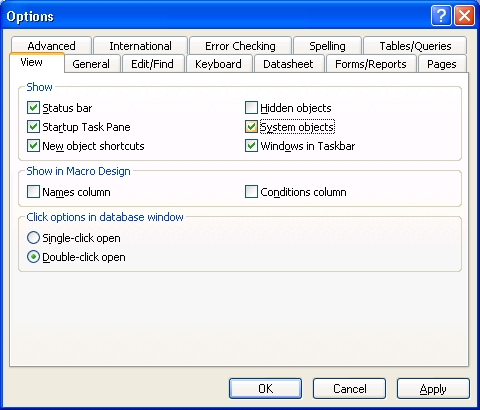 Options
Advanced International Error Checking Spelling Tables/Queries
View General Edit/Find Keyboard Datasheet Forms/Reports Pages
Show
Status bar Hidden objects
Startup Task Pane System objects
New object shortcuts Windows in Taskbar
Show in Macro Design
Names column Conditions column
Click options in database window
Single-click open
Double-click open
OK Cancel Apply